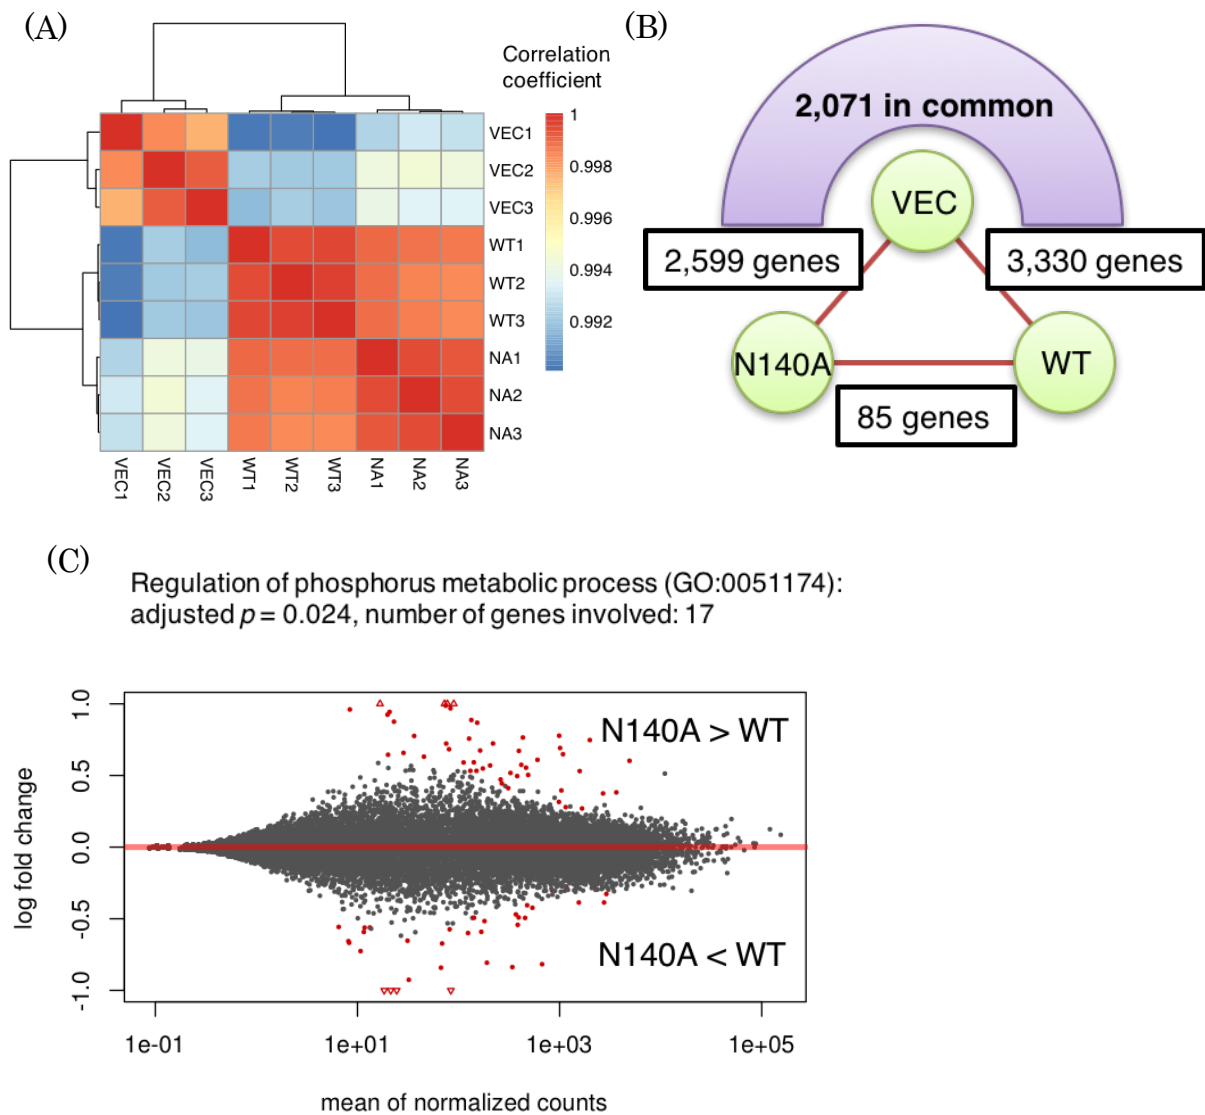 (A)
Correlation
coefficient
1
0.998
0.996
0.994
0.992
VEC1
VEC2
VEC3
WT1
WT2
WT3
NA1
NA2
NA3
VEC1
VEC2
VEC3
WT1
WT2
WT3
NA1
NA2
NA3
(B)
2,071 in common
VEC
2,599 genes
3,330 genes
N140A
WT
85 genes
(C)
Regulation of phosphorus metabolic process (GO:0051174):
adjusted p = 0.024, number of genes involved: 17
log fold change
1.0
0.5
0.0
-0.5
-1.0
N140A > WT
N140A < WT
1e-01
1e+01
1e+03
1e+05
mean of normalized counts